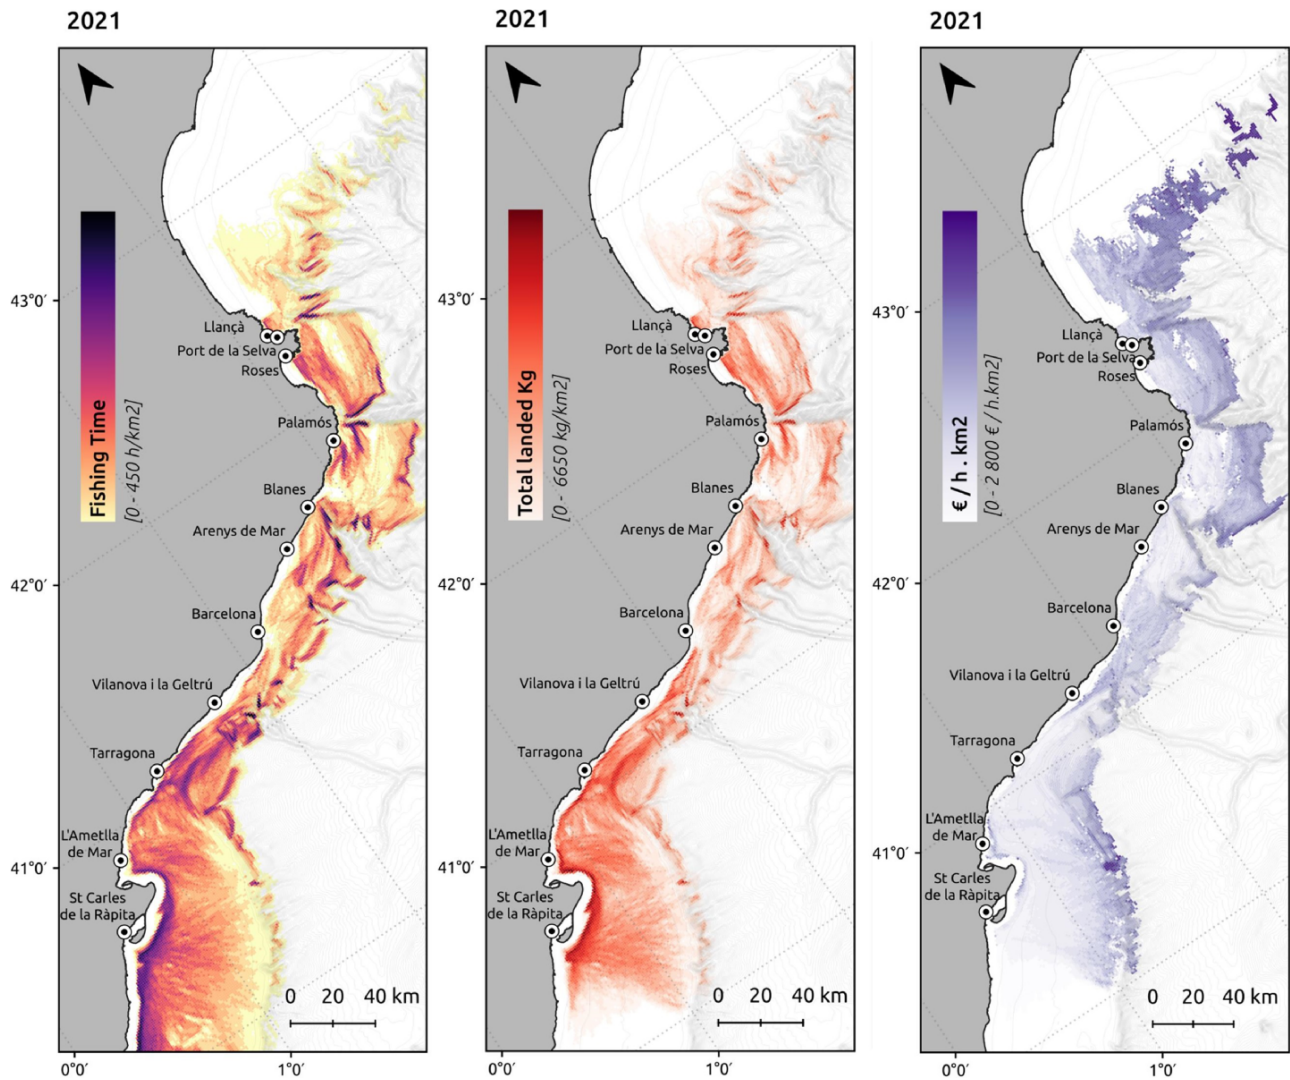 2021
Fishing Time
[0 - 450 h/km2]
43°0′
42°0′
41°0′
Llançà
Port de la Selva
Roses
Palamós
Blanes
Arenys de Mar
Barcelona
Vilanova i la Geltrú
Tarragona
L'Ametlla
de Mar
St Carles
de la Ràpita
0 20 40 km
0°0′
1°0′
2021
Total landed Kg
[0 - 6650 kg/km2]
43°0′
42°0′
41°0′
Llançà
Port de la Selva
Roses
Palamós
Blanes
Arenys de Mar
Barcelona
Vilanova i la Geltrú
Tarragona
L'Ametlla
de Mar
St Carles
de la Ràpita
0 20 40 km
0°0′
1°0′
2021
€ / h . km2
[0 - 2 800 € / h.km2]
43°0′
42°0′
41°0′
Llançà
Port de la Selva
Roses
Palamós
Blanes
Arenys de Mar
Barcelona
Vilanova i la Geltrú
Tarragona
L'Ametlla
de Mar
St Carles
de la Ràpita
0 20 40 km
0°0′
1°0′